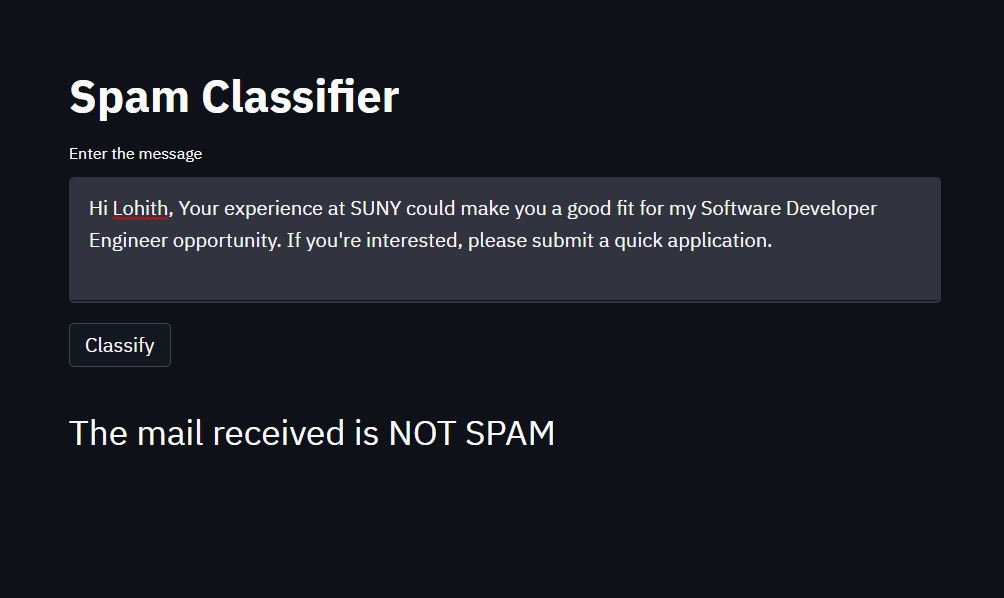 Spam Classifier
Enter the message
Hi Lohith, Your experience at SUNY could make you a good fit for my Software Developer
Engineer opportunity. If you're interested, please submit a quick application.
Classify
The mail received is NOT SPAM